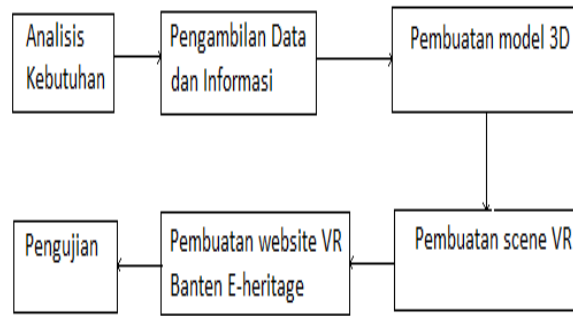 Analisis
Kebutuhan
Pengambilan Data
dan Informasi
Pembuatan model 3D
Pembuatan scene VR
Pembuatan website VR
Banten E-heritage
Pengujian